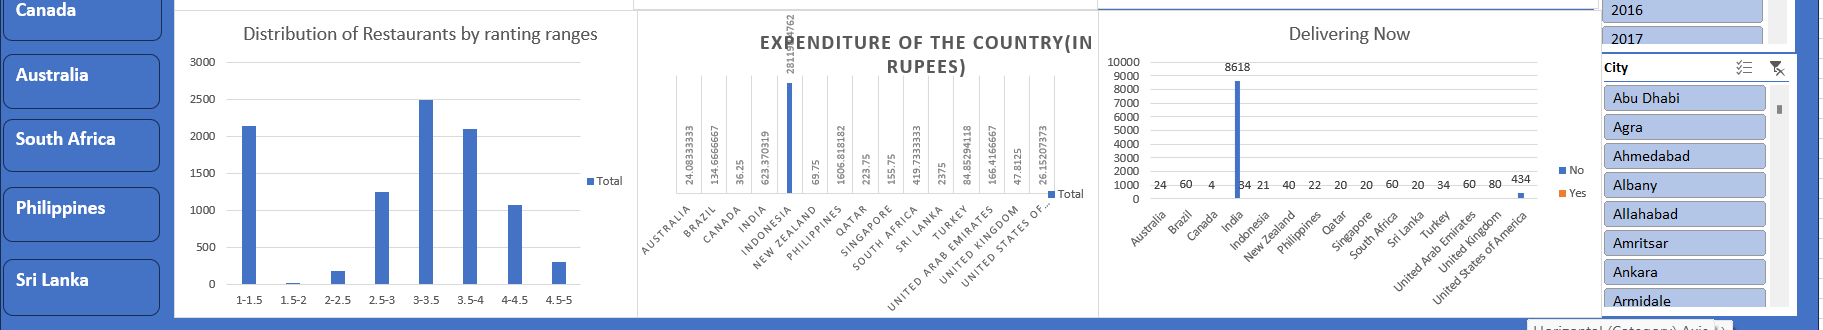 Canada
Australia
South Africa
Philippines
Sri Lanka
Distribution of Restaurants by ranting ranges
3000
2500
2000
1500
1000
500
0
1-1.5 1.5-2 2-2.5 2.5-3 3-3.5 3.5-4 4-4.5 4.5-5
Total
EXPENDITURE OF THE COUNTRY(IN
RUPEES)
24.08333333
134.6666667
36.25
623.370319
69.75
1606.818182
223.75
155.75
419.7333333
2375
84.85294118
166.4166667
47.8125
26.15207373
AUSTRALIA
BRAZIL
CANADA
INDIA
INDONESIA
NEW ZEALAND
PHILIPPINES
QATAR
SINGAPORE
SOUTH AFRICA
SRI LANKA
TURKEY
UNITED ARAB EMIRATES
UNITED KINGDOM
UNITED STATES OF...
Total
Delivering Now
10000
9000
8000
7000
6000
5000
4000
3000
2000
1000
0
8618
24 60 4 34 21 40 22 20 20 60 20 34 60 80 434
Australia
Brazil
Canada
India
Indonesia
New Zealand
Philippines
Qatar
Singapore
South Africa
Sri Lanka
Turkey
United Arab Emirates
United Kingdom
United States of America
No
Yes
2016
2017
City
Abu Dhabi
Agra
Ahmedabad
Albany
Allahabad
Amritsar
Ankara
Armidale
Horizontal (Category) Axis